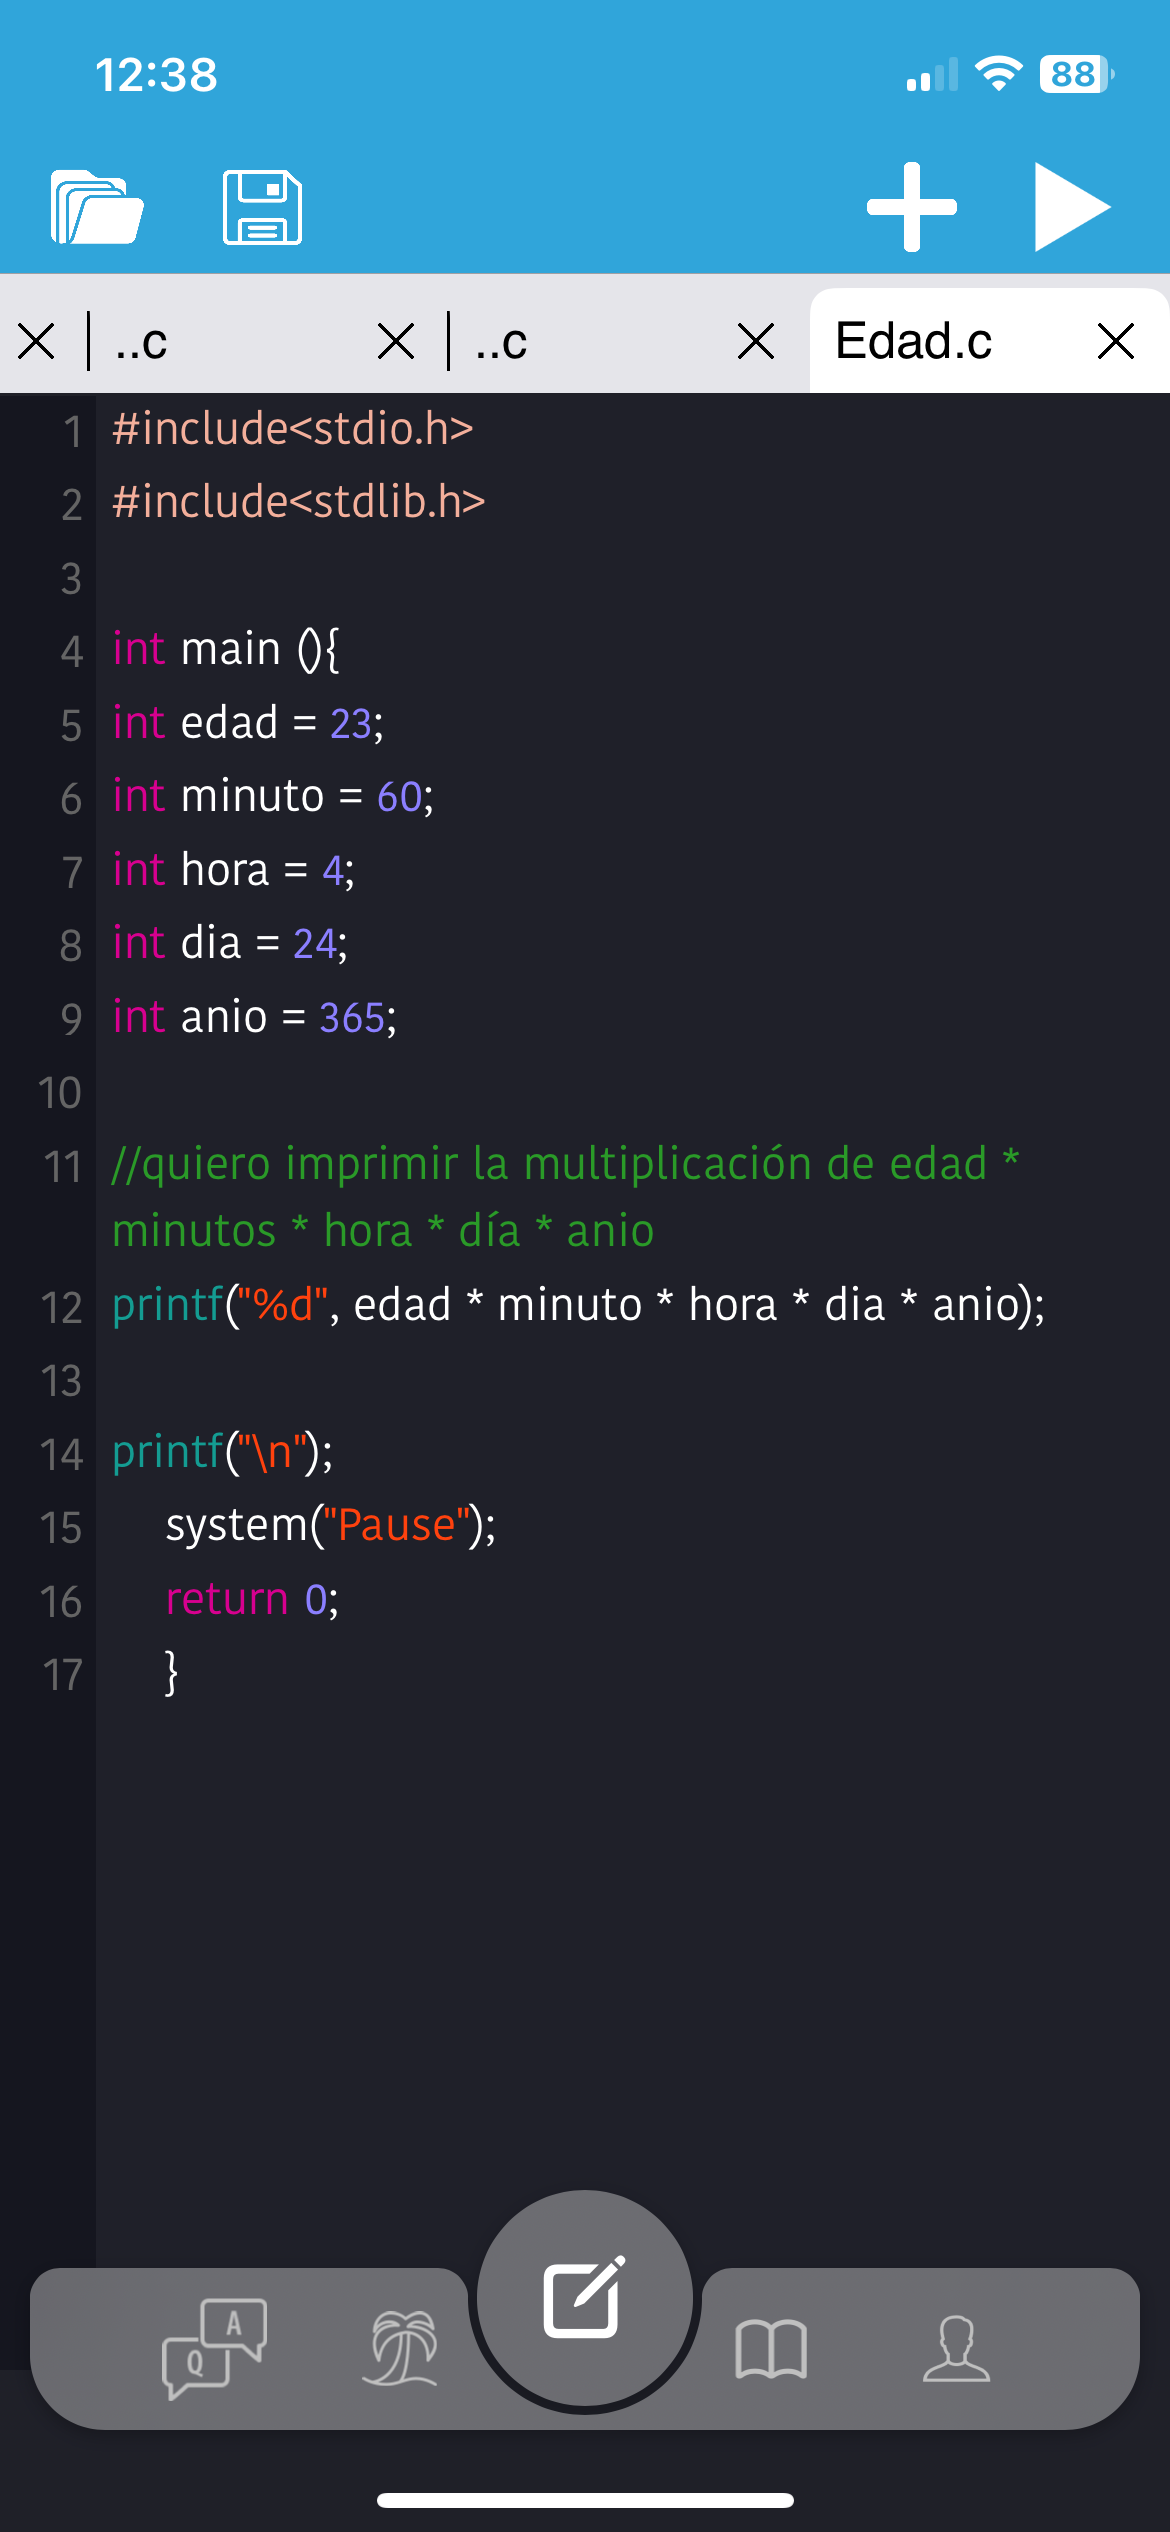 12:38
88
..c
..c
Edad.c
1 #include<stdio.h>
2 #include<stdlib.h>
3
4 int main (){
5 int edad = 23;
6 int minuto = 60;
7 int hora = 4;
8 int dia = 24;
9 int anio = 365;
10
11 //quiero imprimir la multiplicación de edad *
minutos * hora * día * anio
12 printf("%d", edad * minuto * hora * dia * anio);
13
14 printf("\n");
15 system("Pause");
16 return 0;
17 }
A
Q